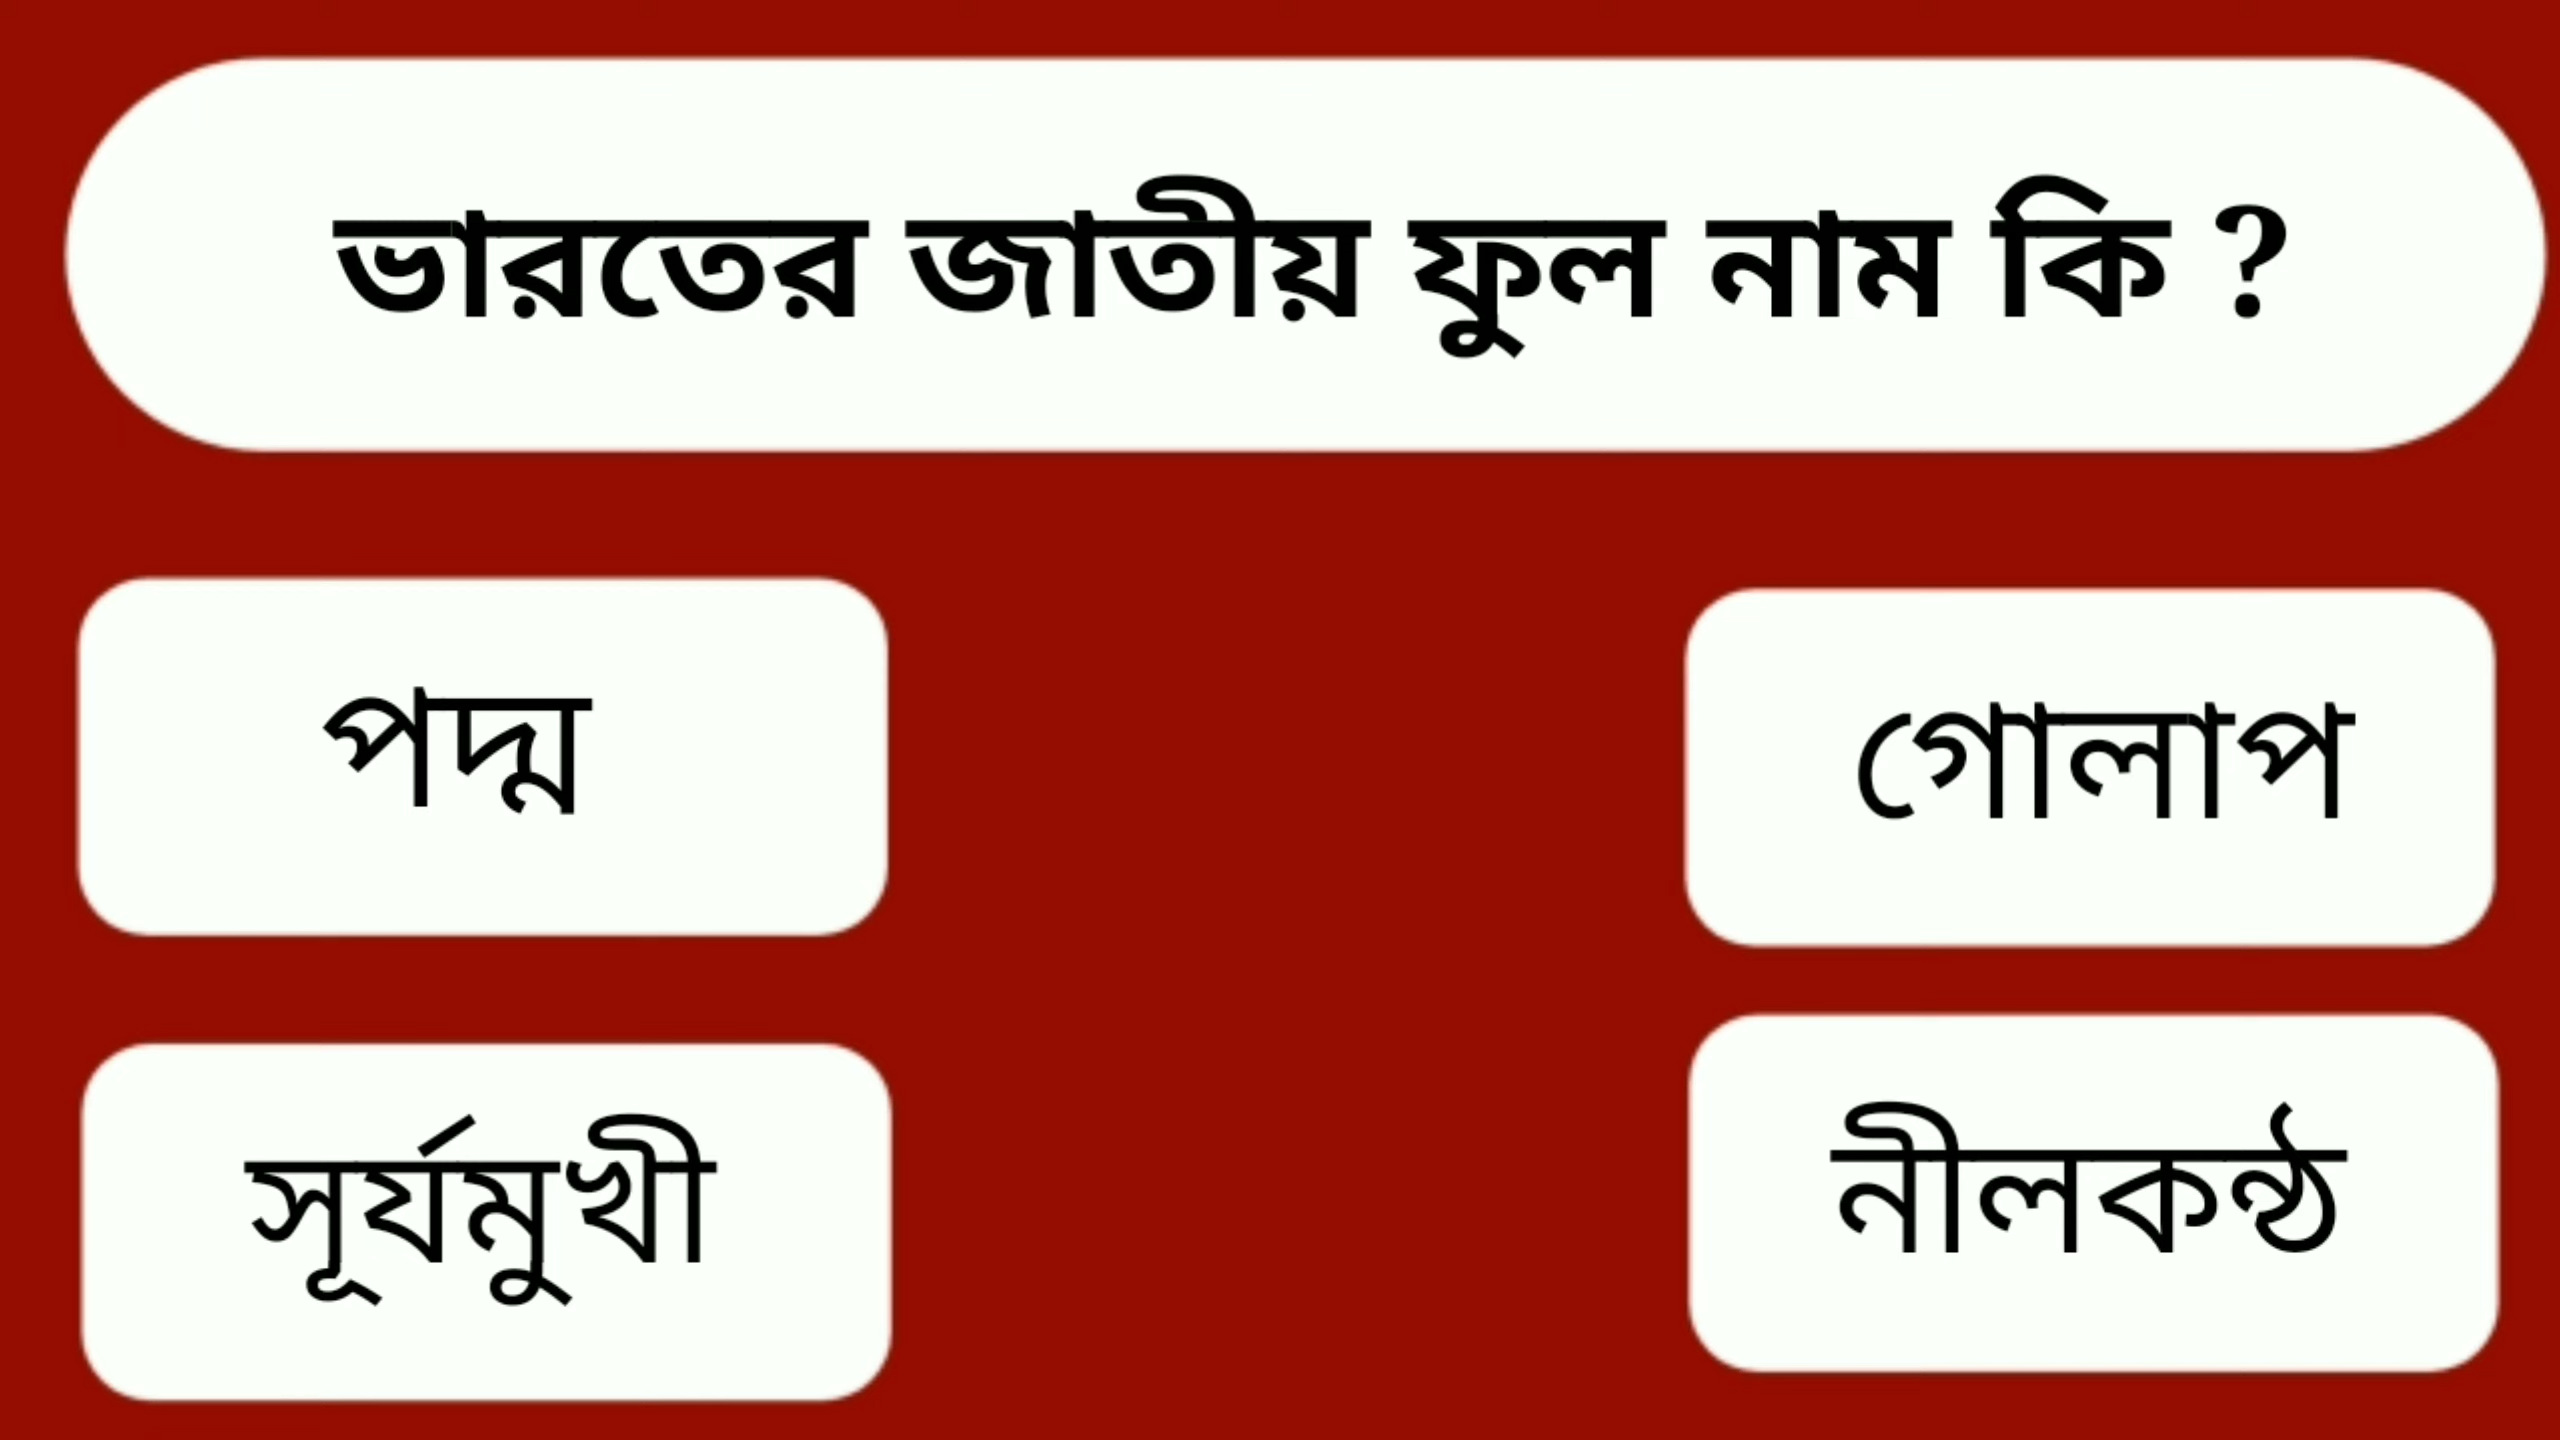 ভারতের জাতীয় ফুল নাম কি ?
পদ্ম
গোলাপ
সূর্যমুখী
নীলকন্ঠ